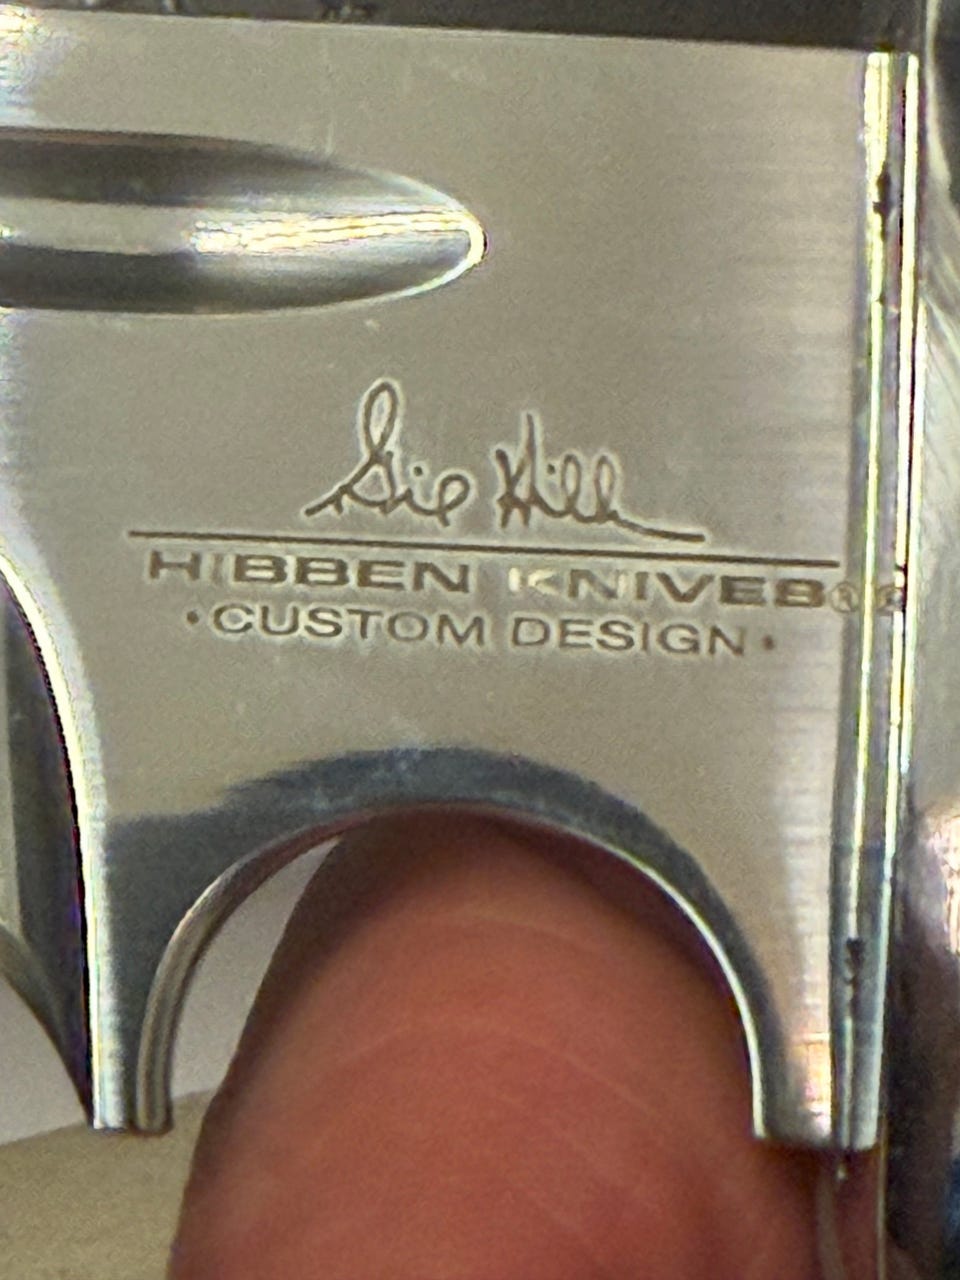 HIBBEN KNIVES®
• CUSTOM DESIGN •